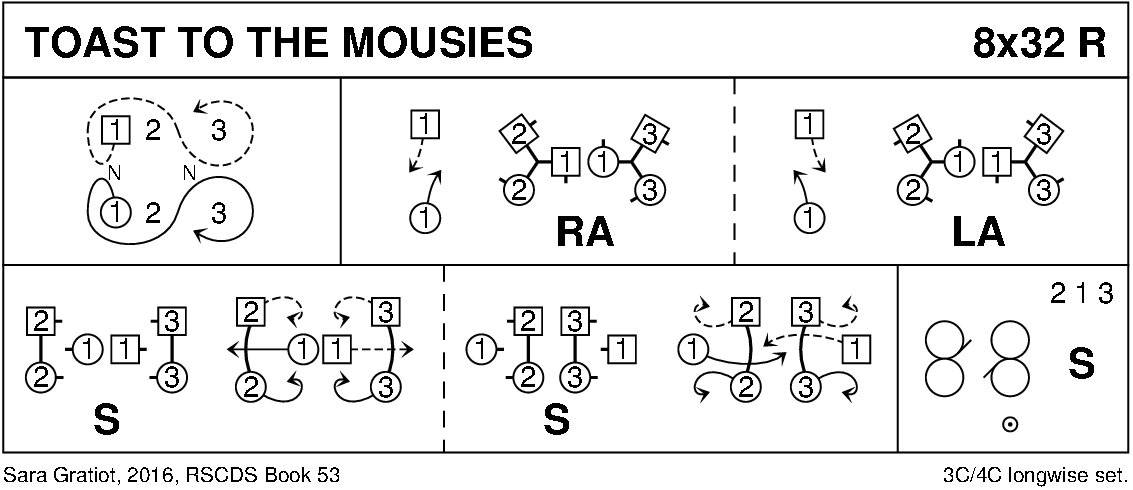 TOAST TO THE MOUSIES 8x32 R
1 2 3
N N
1 2 3
1 2 3
1 1
2 3
1
RA
1 2 3
1 1
2 3
1
LA
2 3 2 3
1 1 1 1
2 3 2 3
S
2 3 2 3
1 1 1 1
2 3 2 3
S
2 1 3
S
Sara Gratiot, 2016, RSCDS Book 53 3C/4C longwise set.